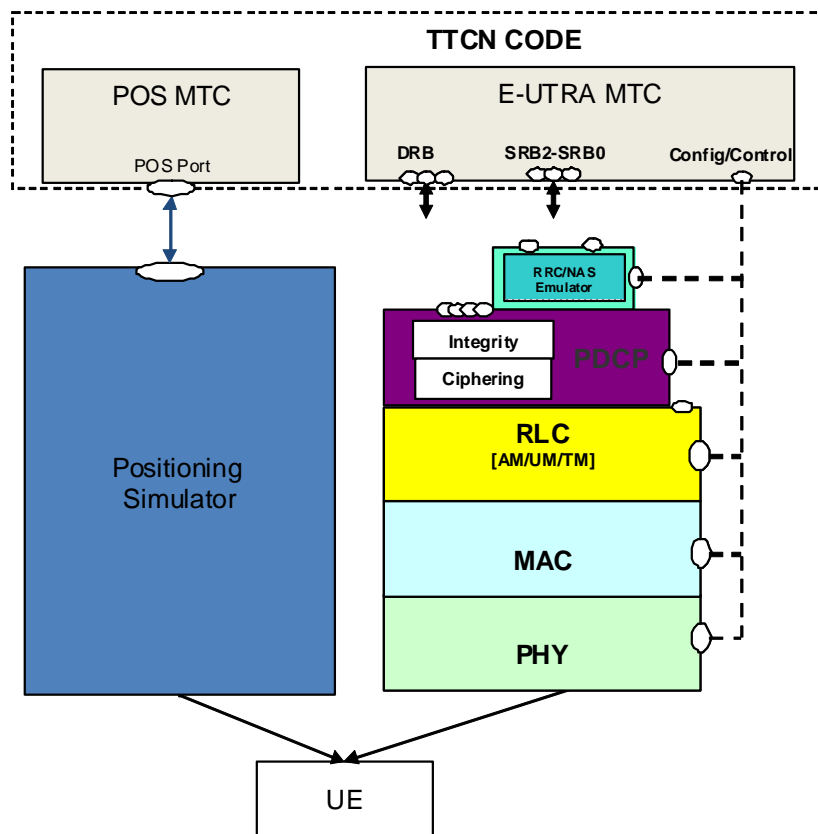 TTCN CODE
POS MTC
E-UTRA MTC
POS Port
DRB
SRB2-SRB0
Config/Control
RRC/NAS
Emulator
Integrity
PDCP
Ciphering
RLC
[AM/UM/TM]
Positioning
Simulator
MAC
PHY
UE